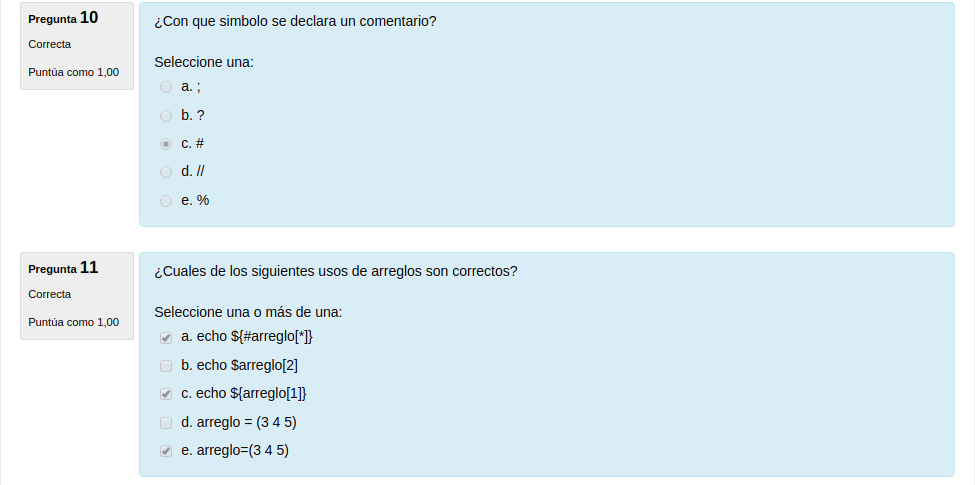 Pregunta 10
Correcta
Puntúa como 1,00
¿Con que simbolo se declara un comentario?
Seleccione una:
a. ;
b. ?
c. #
d. //
e. %
Pregunta 11
Correcta
Puntúa como 1,00
¿Cuales de los siguientes usos de arreglos son correctos?
Seleccione una o más de una:
a. echo ${#arreglo[*]}
b. echo $arreglo[2]
c. echo ${arreglo[1]}
d. arreglo = (3 4 5)
e. arreglo=(3 4 5)